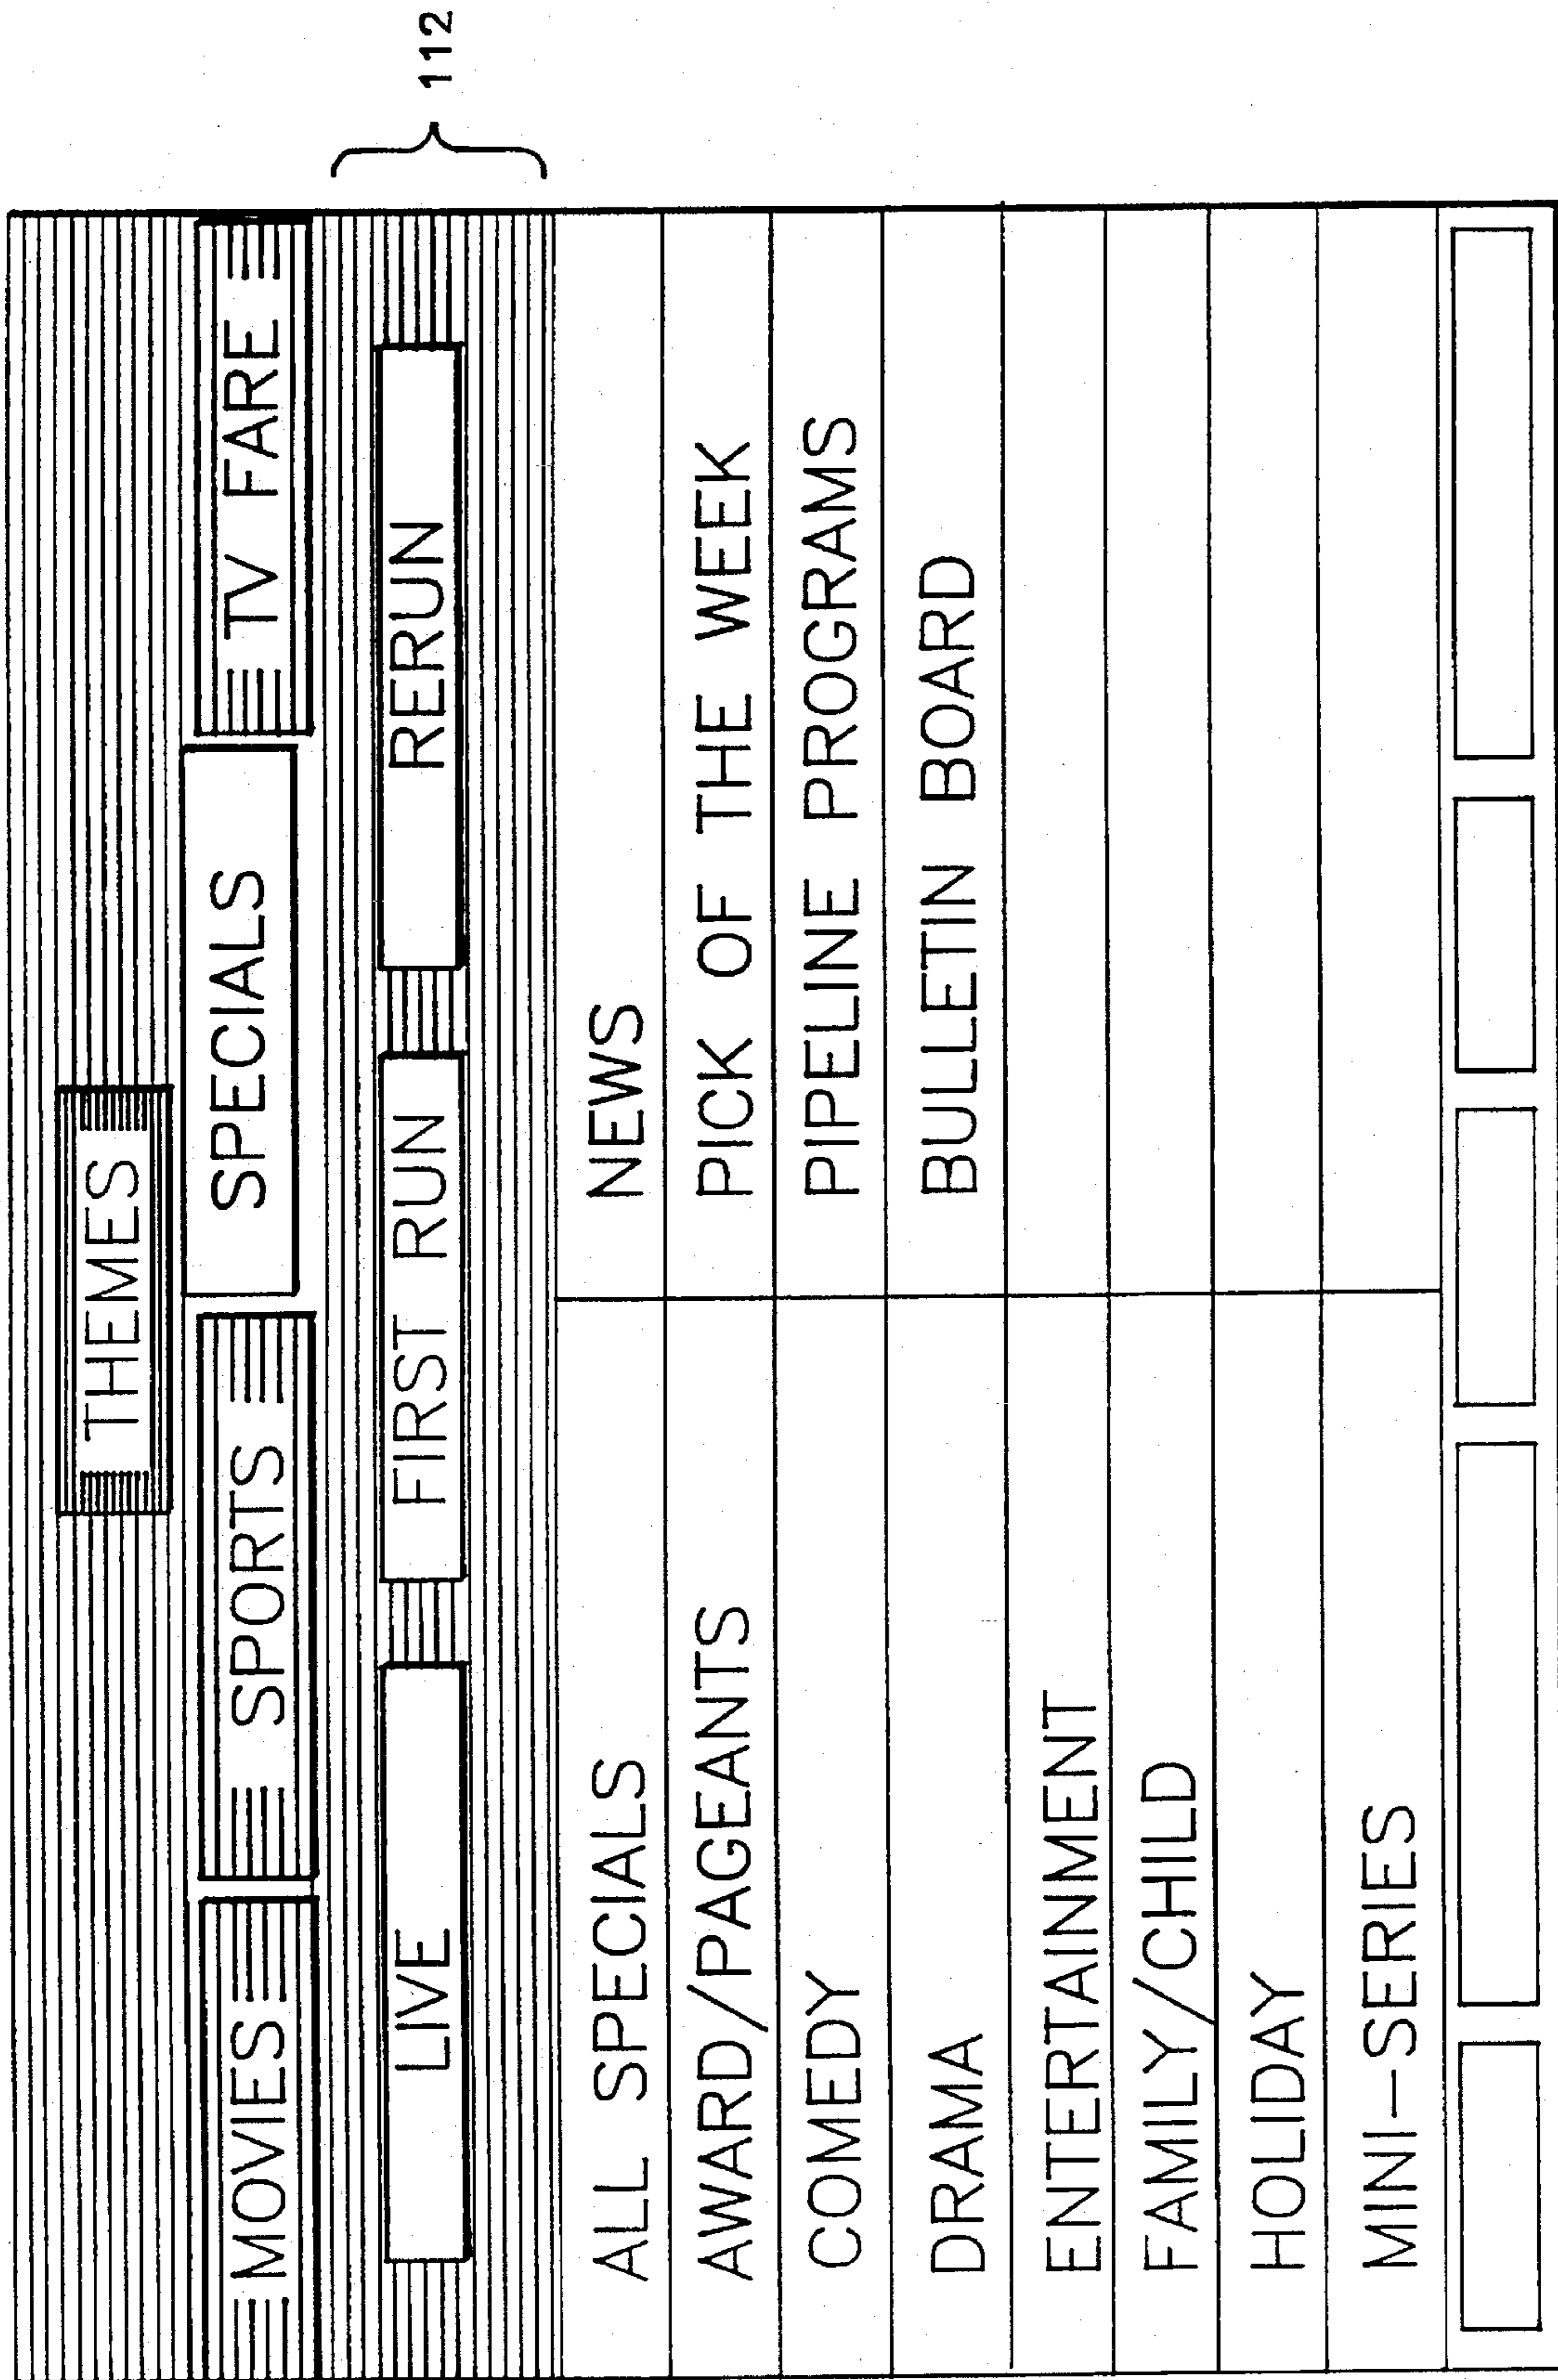 THEMES
MOVIES SPORTS SPECIALS TV FARE
LIVE FIRST RUN RERUN
112
ALL SPECIALS NEWS
AWARD/PAGEANTS PICK OF THE WEEK
COMEDY PIPELINE PROGRAMS
DRAMA BULLETIN BOARD
ENTERTAINMENT
FAMILY/CHILD
HOLIDAY
MINI-SERIES